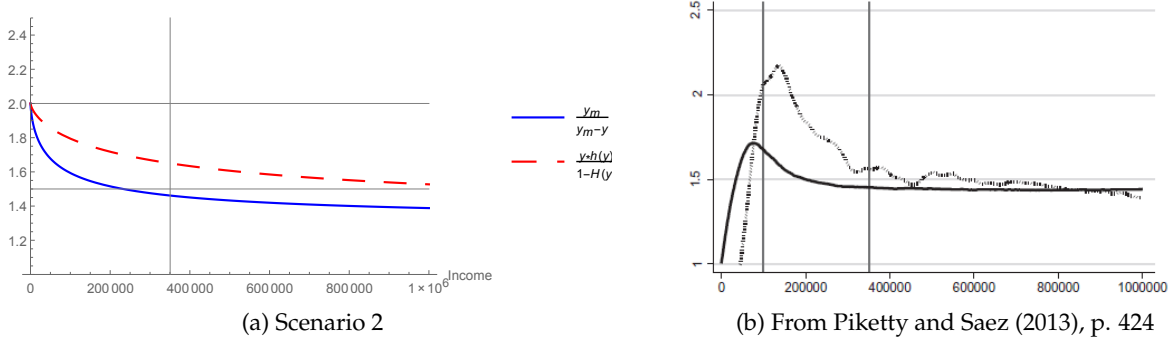 2.4
2.2
2.0
1.8
1.6
1.4
1.2
0 200 000 400 000 600 000 800 000 1 × 10⁶
Income
y_m
y_m−y
y*h(y)
1−H(y
(a) Scenario 2
2.5
2
1.5
1
0 200000 400000 600000 800000 1000000
(b) From Piketty and Saez (2013), p. 424